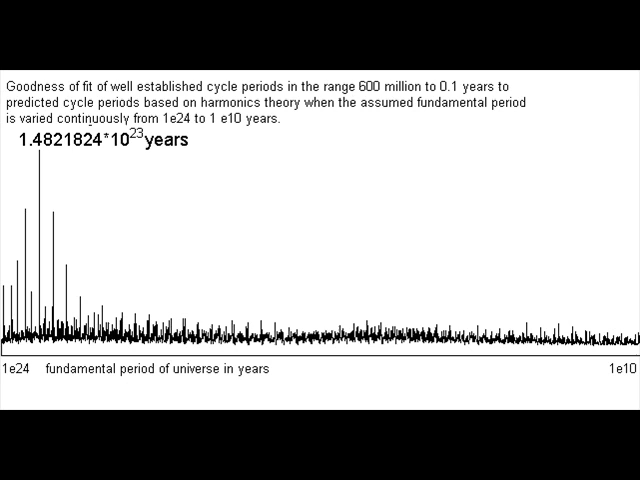 Goodness of fit of well established cycle periods in the range 600 million to 0.1 years to
predicted cycle periods based on harmonics theory when the assumed fundamental period
is varied continuously from 1e24 to 1 e10 years.
1.4821824*10^23 years
1e24 fundamental period of universe in years 1e10